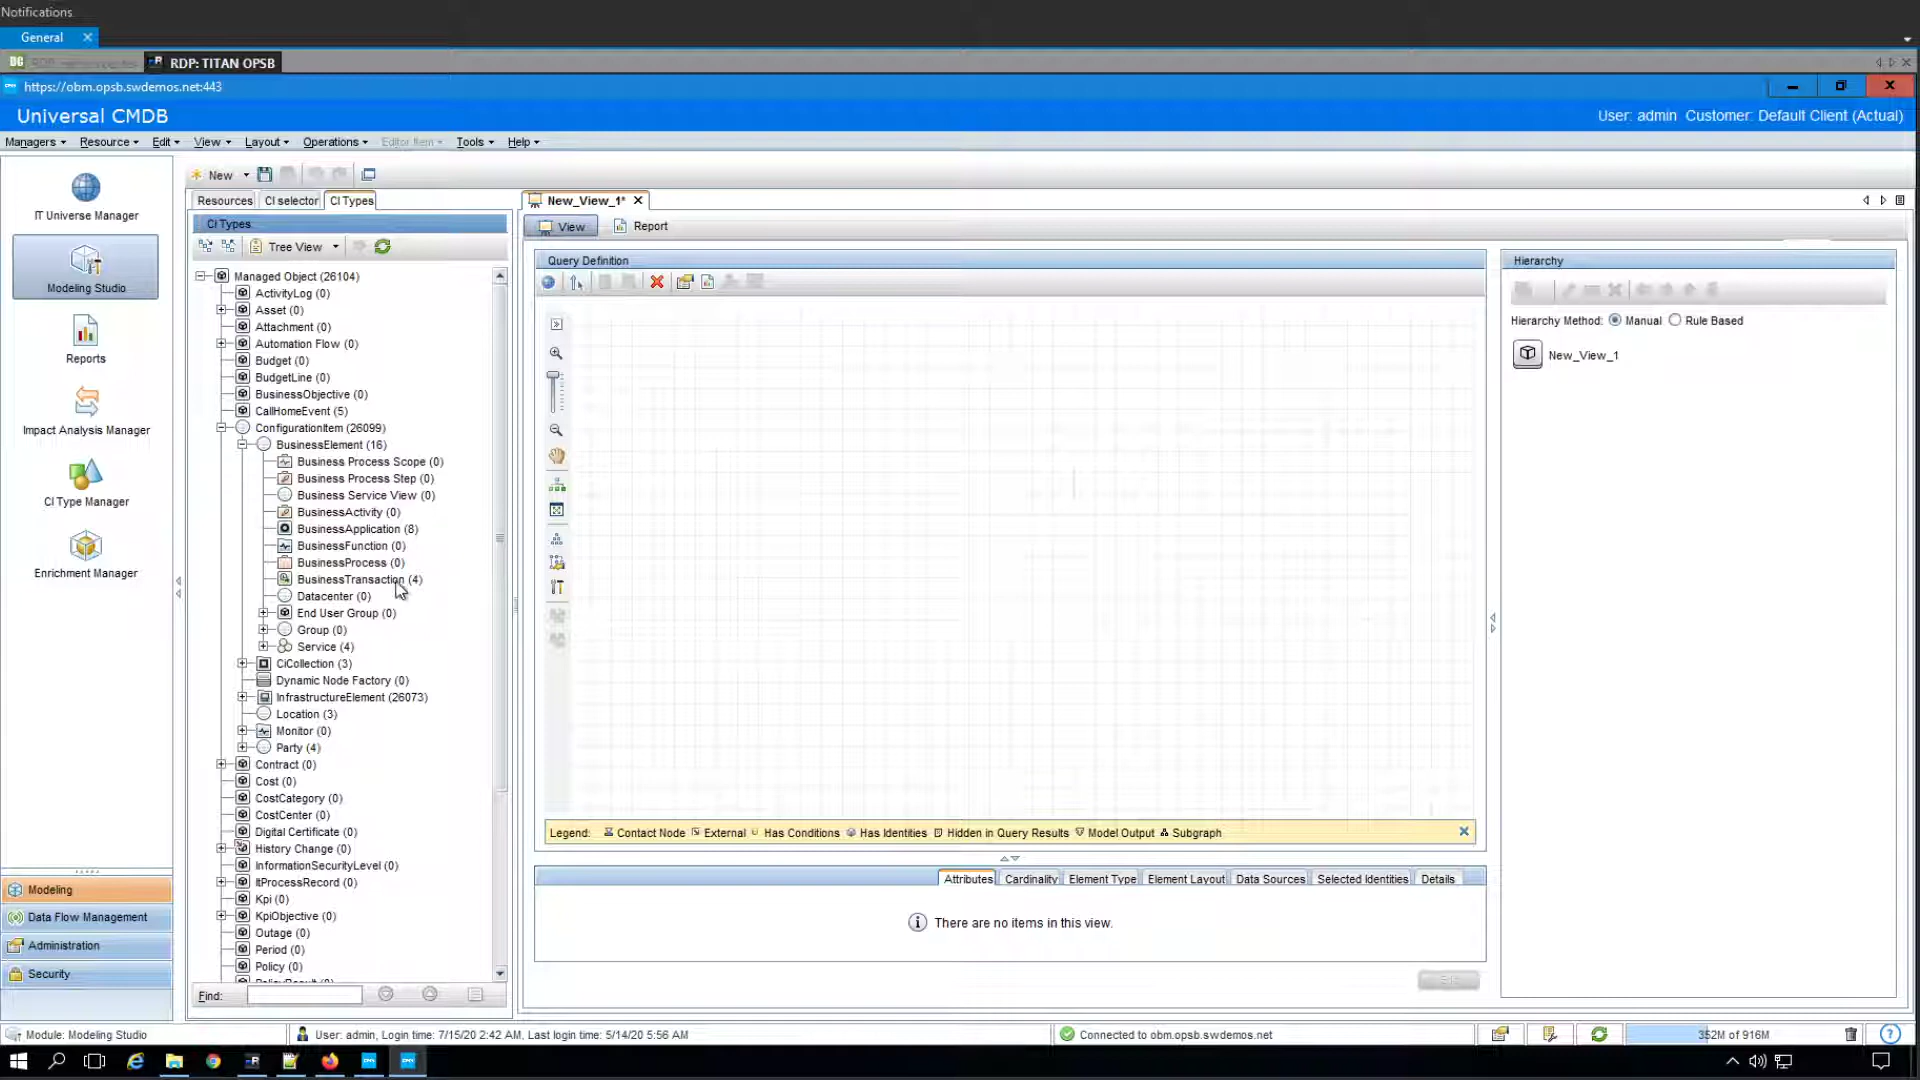 Notifications
General
DG
RDP: TITAN OPSB
https://obm.opsb.swdemos.net:443
Universal CMDB
User: admin Customer: Default Client (Actual)
Managers Resource Edit View Layout Operations Editor Item Tools Help
New
IT Universe Manager
Modeling Studio
Reports
Impact Analysis Manager
CI Type Manager
Enrichment Manager
Modeling
Data Flow Management
Administration
Security
Resources CI selector CI Types
CI Types
Tree View
Managed Object (26104)
ActivityLog (0)
Asset (0)
Attachment (0)
Automation Flow (0)
Budget (0)
BudgetLine (0)
BusinessObjective (0)
CallHomeEvent (5)
ConfigurationItem (26099)
BusinessElement (16)
Business Process Scope (0)
Business Process Step (0)
Business Service View (0)
BusinessActivity (0)
BusinessApplication (8)
BusinessFunction (0)
BusinessProcess (0)
BusinessTransaction (4)
Datacenter (0)
End User Group (0)
Group (0)
Service (4)
CiCollection (3)
Dynamic Node Factory (0)
InfrastructureElement (26073)
Location (3)
Monitor (0)
Party (4)
Contract (0)
Cost (0)
CostCategory (0)
CostCenter (0)
Digital Certificate (0)
History Change (0)
InformationSecurityLevel (0)
ItProcessRecord (0)
Kpi (0)
KpiObjective (0)
Outage (0)
Period (0)
Policy (0)
Find:
New_View_1*
View Report
Query Definition
Legend: Contact Node External Has Conditions Has Identities Hidden in Query Results Model Output Subgraph
Attributes Cardinality Element Type Element Layout Data Sources Selected Identities Details
There are no items in this view.
Hierarchy
Hierarchy Method: Manual Rule Based
New_View_1
Module: Modeling Studio
User: admin, Login time: 7/15/20 2:42 AM, Last login time: 5/14/20 5:56 AM
Connected to obm.opsb.swdemos.net
352M of 916M